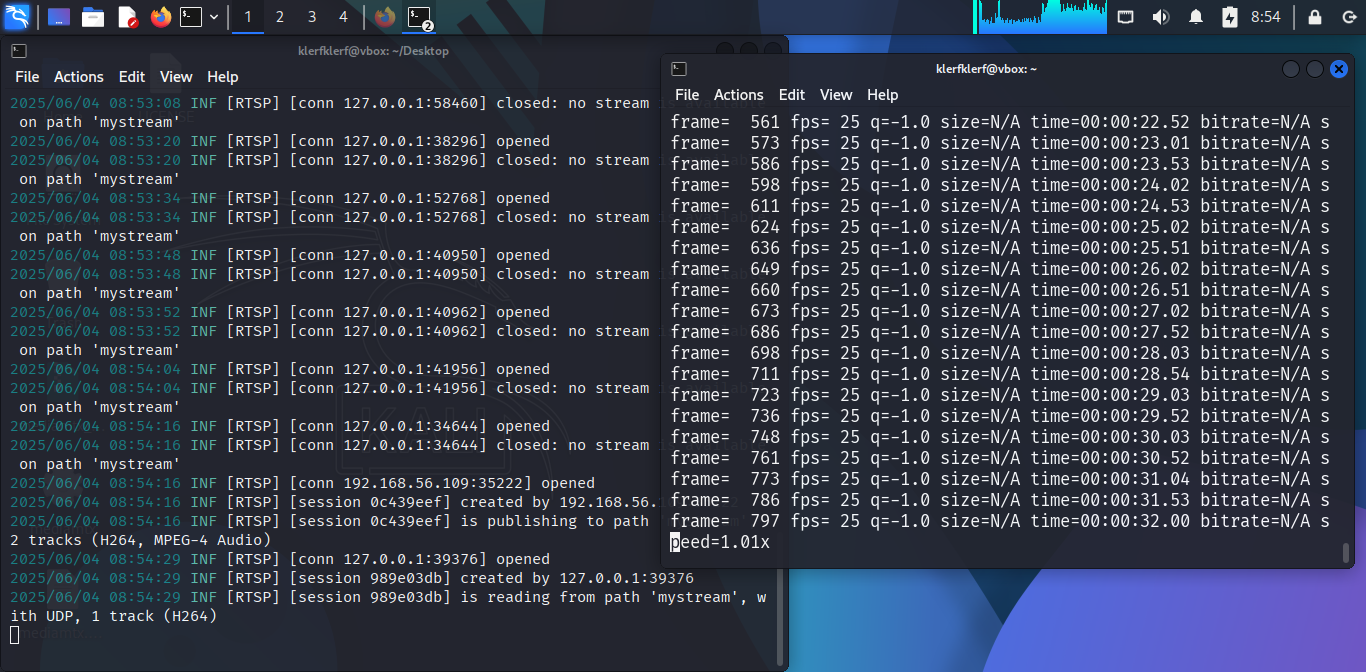 1 2 3 4 2 8:54
klerfklerf@vbox: ~/Desktop
File Actions Edit View Help
2025/06/04 08:53:08 INF [RTSP] [conn 127.0.0.1:58460] closed: no stream
on path 'mystream'
2025/06/04 08:53:20 INF [RTSP] [conn 127.0.0.1:38296] opened
2025/06/04 08:53:20 INF [RTSP] [conn 127.0.0.1:38296] closed: no stream
on path 'mystream'
2025/06/04 08:53:34 INF [RTSP] [conn 127.0.0.1:52768] opened
2025/06/04 08:53:34 INF [RTSP] [conn 127.0.0.1:52768] closed: no stream
on path 'mystream'
2025/06/04 08:53:48 INF [RTSP] [conn 127.0.0.1:40950] opened
2025/06/04 08:53:48 INF [RTSP] [conn 127.0.0.1:40950] closed: no stream
on path 'mystream'
2025/06/04 08:53:52 INF [RTSP] [conn 127.0.0.1:40962] opened
2025/06/04 08:53:52 INF [RTSP] [conn 127.0.0.1:40962] closed: no stream
on path 'mystream'
2025/06/04 08:54:04 INF [RTSP] [conn 127.0.0.1:41956] opened
2025/06/04 08:54:04 INF [RTSP] [conn 127.0.0.1:41956] closed: no stream
on path 'mystream'
2025/06/04 08:54:16 INF [RTSP] [conn 127.0.0.1:34644] opened
2025/06/04 08:54:16 INF [RTSP] [conn 127.0.0.1:34644] closed: no stream
on path 'mystream'
2025/06/04 08:54:16 INF [RTSP] [conn 192.168.56.109:35222] opened
2025/06/04 08:54:16 INF [RTSP] [session 0c439eef] created by 192.168.56.
2025/06/04 08:54:16 INF [RTSP] [session 0c439eef] is publishing to path
2 tracks (H264, MPEG-4 Audio)
2025/06/04 08:54:29 INF [RTSP] [conn 127.0.0.1:39376] opened
2025/06/04 08:54:29 INF [RTSP] [session 989e03db] created by 127.0.0.1:39376
2025/06/04 08:54:29 INF [RTSP] [session 989e03db] is reading from path 'mystream', w
ith UDP, 1 track (H264)
klerfklerf@vbox: ~
File Actions Edit View Help
frame= 561 fps= 25 q=-1.0 size=N/A time=00:00:22.52 bitrate=N/A s
frame= 573 fps= 25 q=-1.0 size=N/A time=00:00:23.01 bitrate=N/A s
frame= 586 fps= 25 q=-1.0 size=N/A time=00:00:23.53 bitrate=N/A s
frame= 598 fps= 25 q=-1.0 size=N/A time=00:00:24.02 bitrate=N/A s
frame= 611 fps= 25 q=-1.0 size=N/A time=00:00:24.53 bitrate=N/A s
frame= 624 fps= 25 q=-1.0 size=N/A time=00:00:25.02 bitrate=N/A s
frame= 636 fps= 25 q=-1.0 size=N/A time=00:00:25.51 bitrate=N/A s
frame= 649 fps= 25 q=-1.0 size=N/A time=00:00:26.02 bitrate=N/A s
frame= 660 fps= 25 q=-1.0 size=N/A time=00:00:26.51 bitrate=N/A s
frame= 673 fps= 25 q=-1.0 size=N/A time=00:00:27.02 bitrate=N/A s
frame= 686 fps= 25 q=-1.0 size=N/A time=00:00:27.52 bitrate=N/A s
frame= 698 fps= 25 q=-1.0 size=N/A time=00:00:28.03 bitrate=N/A s
frame= 711 fps= 25 q=-1.0 size=N/A time=00:00:28.54 bitrate=N/A s
frame= 723 fps= 25 q=-1.0 size=N/A time=00:00:29.03 bitrate=N/A s
frame= 736 fps= 25 q=-1.0 size=N/A time=00:00:29.52 bitrate=N/A s
frame= 748 fps= 25 q=-1.0 size=N/A time=00:00:30.03 bitrate=N/A s
frame= 761 fps= 25 q=-1.0 size=N/A time=00:00:30.52 bitrate=N/A s
frame= 773 fps= 25 q=-1.0 size=N/A time=00:00:31.04 bitrate=N/A s
frame= 786 fps= 25 q=-1.0 size=N/A time=00:00:31.53 bitrate=N/A s
frame= 797 fps= 25 q=-1.0 size=N/A time=00:00:32.00 bitrate=N/A s
peed=1.01x